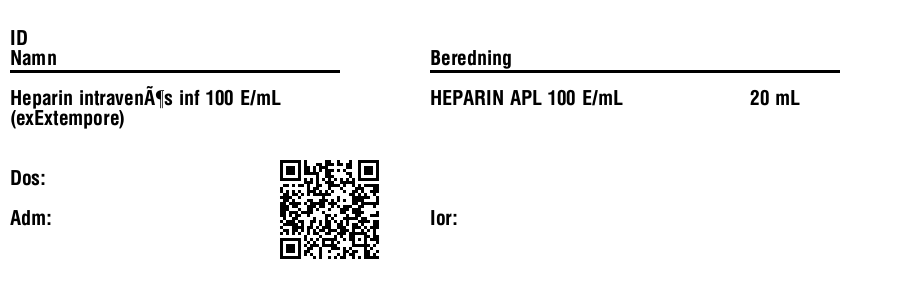 ID
Namn
Beredning
Heparin intravenÃ¶s inf 100 E/mL
(exExtempore)
HEPARIN APL 100 E/mL 20 mL
Dos:
Adm:
Ior: